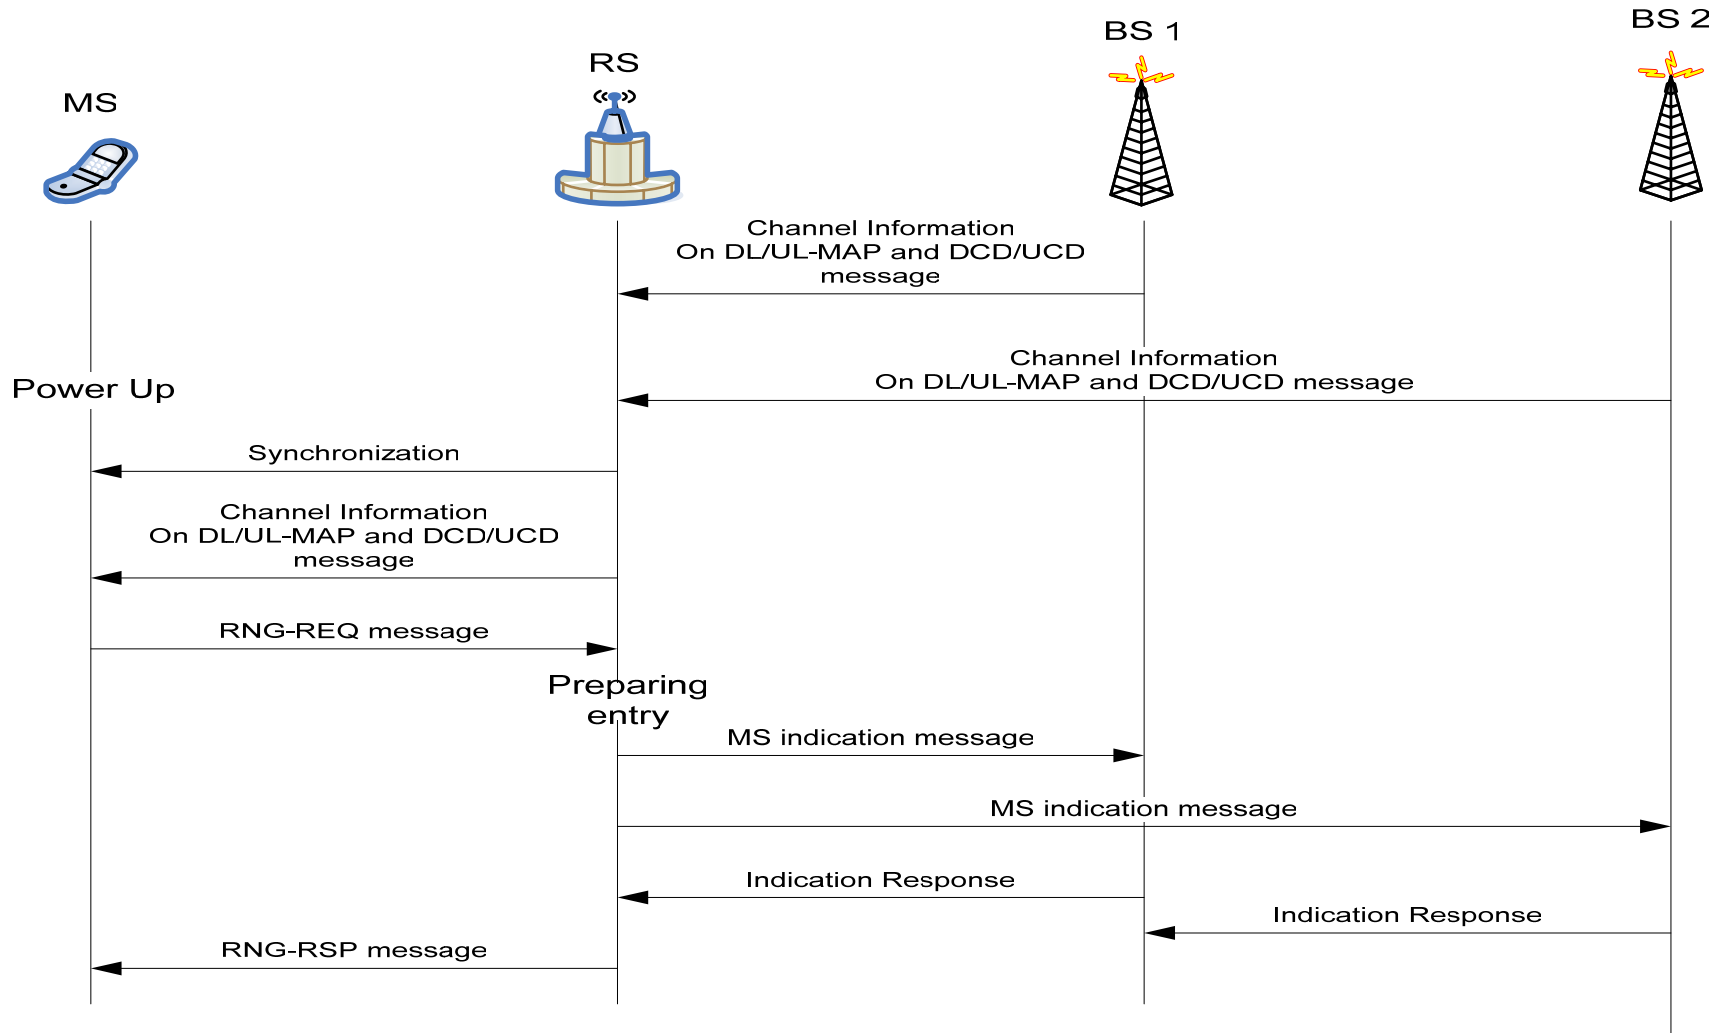 BS 2
BS 1
RS
MS
Channel Information
On DL/UL-MAP and DCD/UCD
message
Channel Information
On DL/UL-MAP and DCD/UCD message
Power Up
Synchronization
Channel Information
On DL/UL-MAP and DCD/UCD
message
RNG-REQ message
Preparing
entry
MS indication message
MS indication message
Indication Response
Indication Response
RNG-RSP message